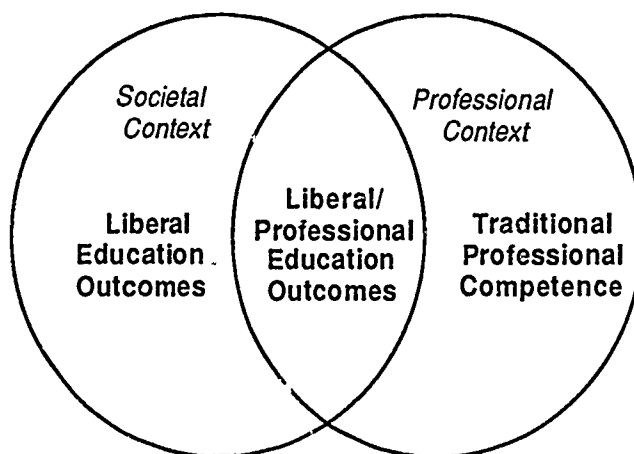 Societal
Context
Liberal
Education
Outcomes
Liberal/
Professional
Education
Outcomes
Professional
Context
Traditional
Professional
Competence